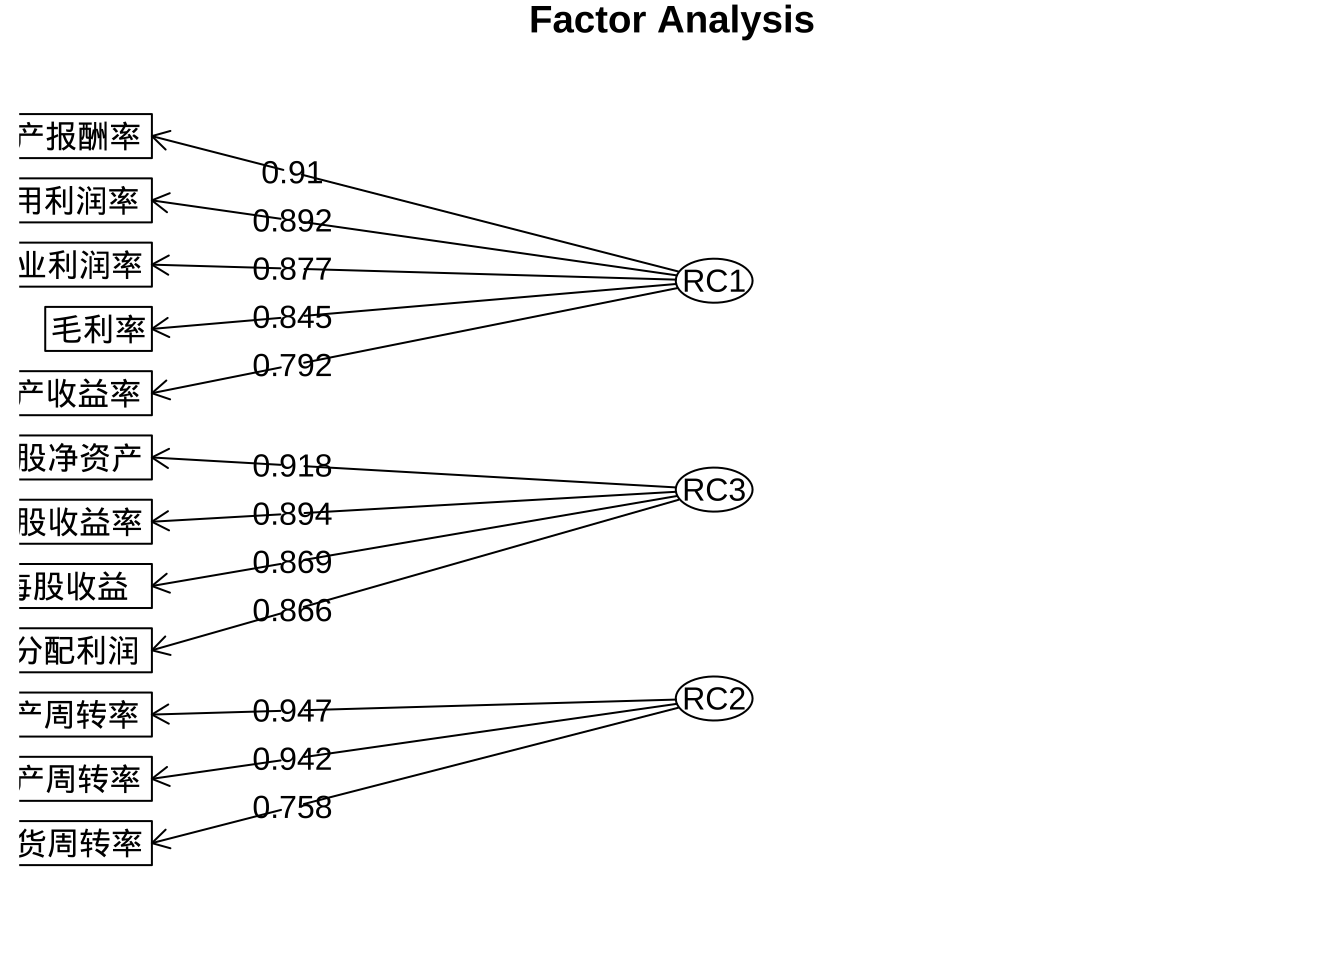 Factor Analysis
产报酬率
0.91
用利润率
0.892
业利润率
0.877
RC1
毛利率
0.845
产收益率
0.792
股净资产
0.918
RC3
股收益率
0.894
每股收益
0.869
分配利润
0.866
产周转率
0.947
RC2
产周转率
0.942
货周转率
0.758